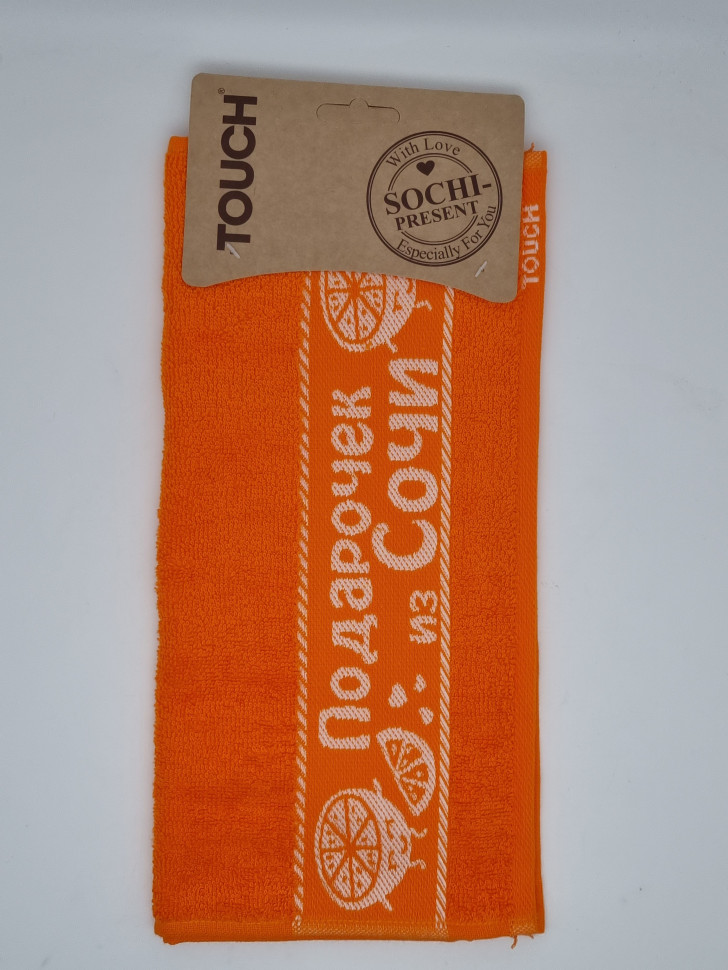 TOUCH®
With Love
SOCHI-
PRESENT
Especially For You
TOUCH
Подарочек
из Сочи